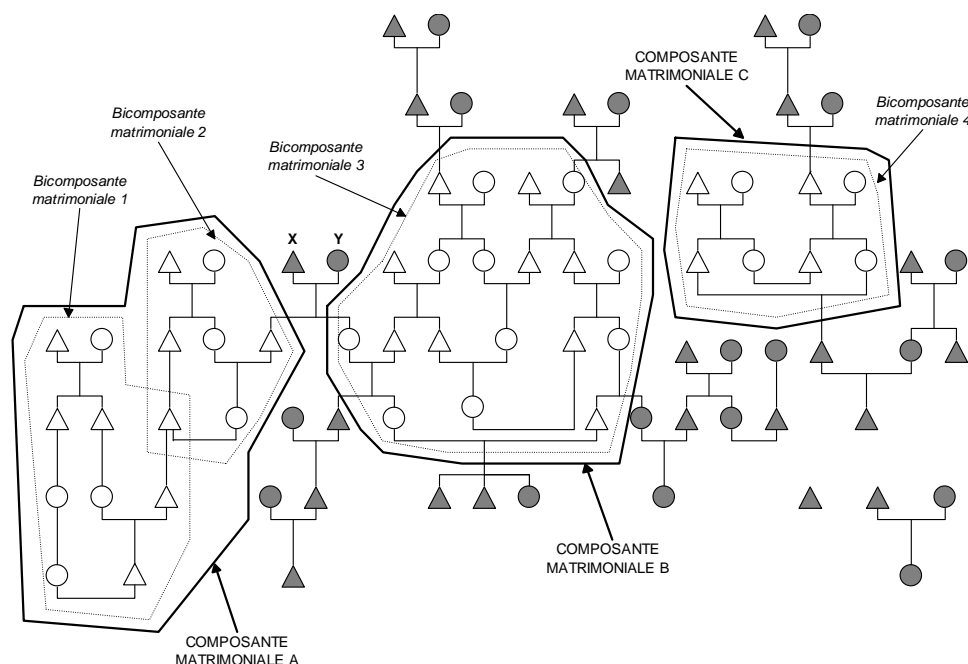 COMPOSANTE
MATRIMONIALE C
Bicomposante
matrimoniale 2
Bicomposante
matrimoniale 4
Bicomposante
matrimoniale 3
Bicomposante
matrimoniale 1
X Y
COMPOSANTE
MATRIMONIALE B
COMPOSANTE
MATRIMONIALE A